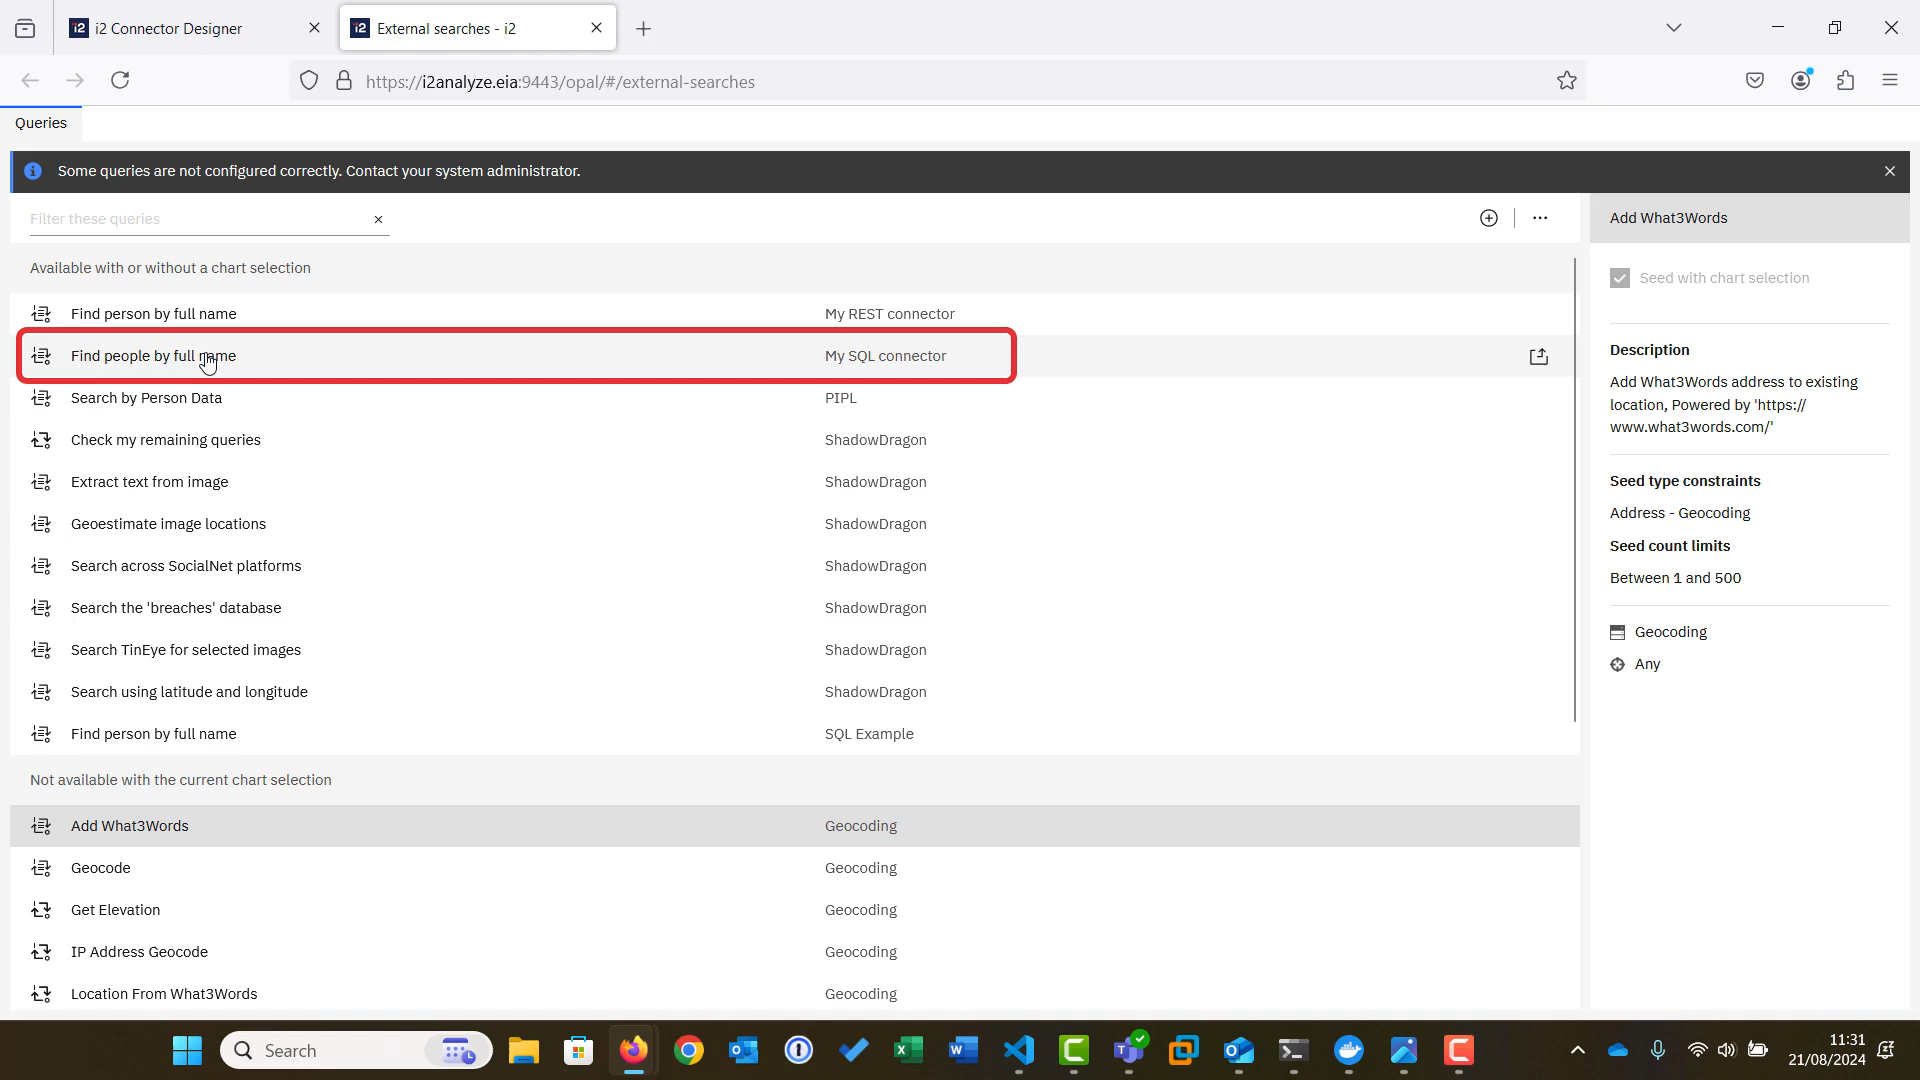 i2 Connector Designer
External searches - i2
https://i2analyze.eia:9443/opal/#/external-searches
Queries
Some queries are not configured correctly. Contact your system administrator.
Filter these queries
Add What3Words
Available with or without a chart selection
Seed with chart selection
Find person by full name My REST connector
Find people by full name My SQL connector
Description
Add What3Words address to existing
location, Powered by 'https://
www.what3words.com/'
Search by Person Data PIPL
Check my remaining queries ShadowDragon
Extract text from image ShadowDragon
Seed type constraints
Address - Geocoding
Geoestimate image locations ShadowDragon
Seed count limits
Between 1 and 500
Search across SocialNet platforms ShadowDragon
Search the 'breaches' database ShadowDragon
Geocoding
Search TinEye for selected images ShadowDragon
Any
Search using latitude and longitude ShadowDragon
Find person by full name SQL Example
Not available with the current chart selection
Add What3Words Geocoding
Geocode Geocoding
Get Elevation Geocoding
IP Address Geocode Geocoding
Location From What3Words Geocoding
Search
11:31
21/08/2024